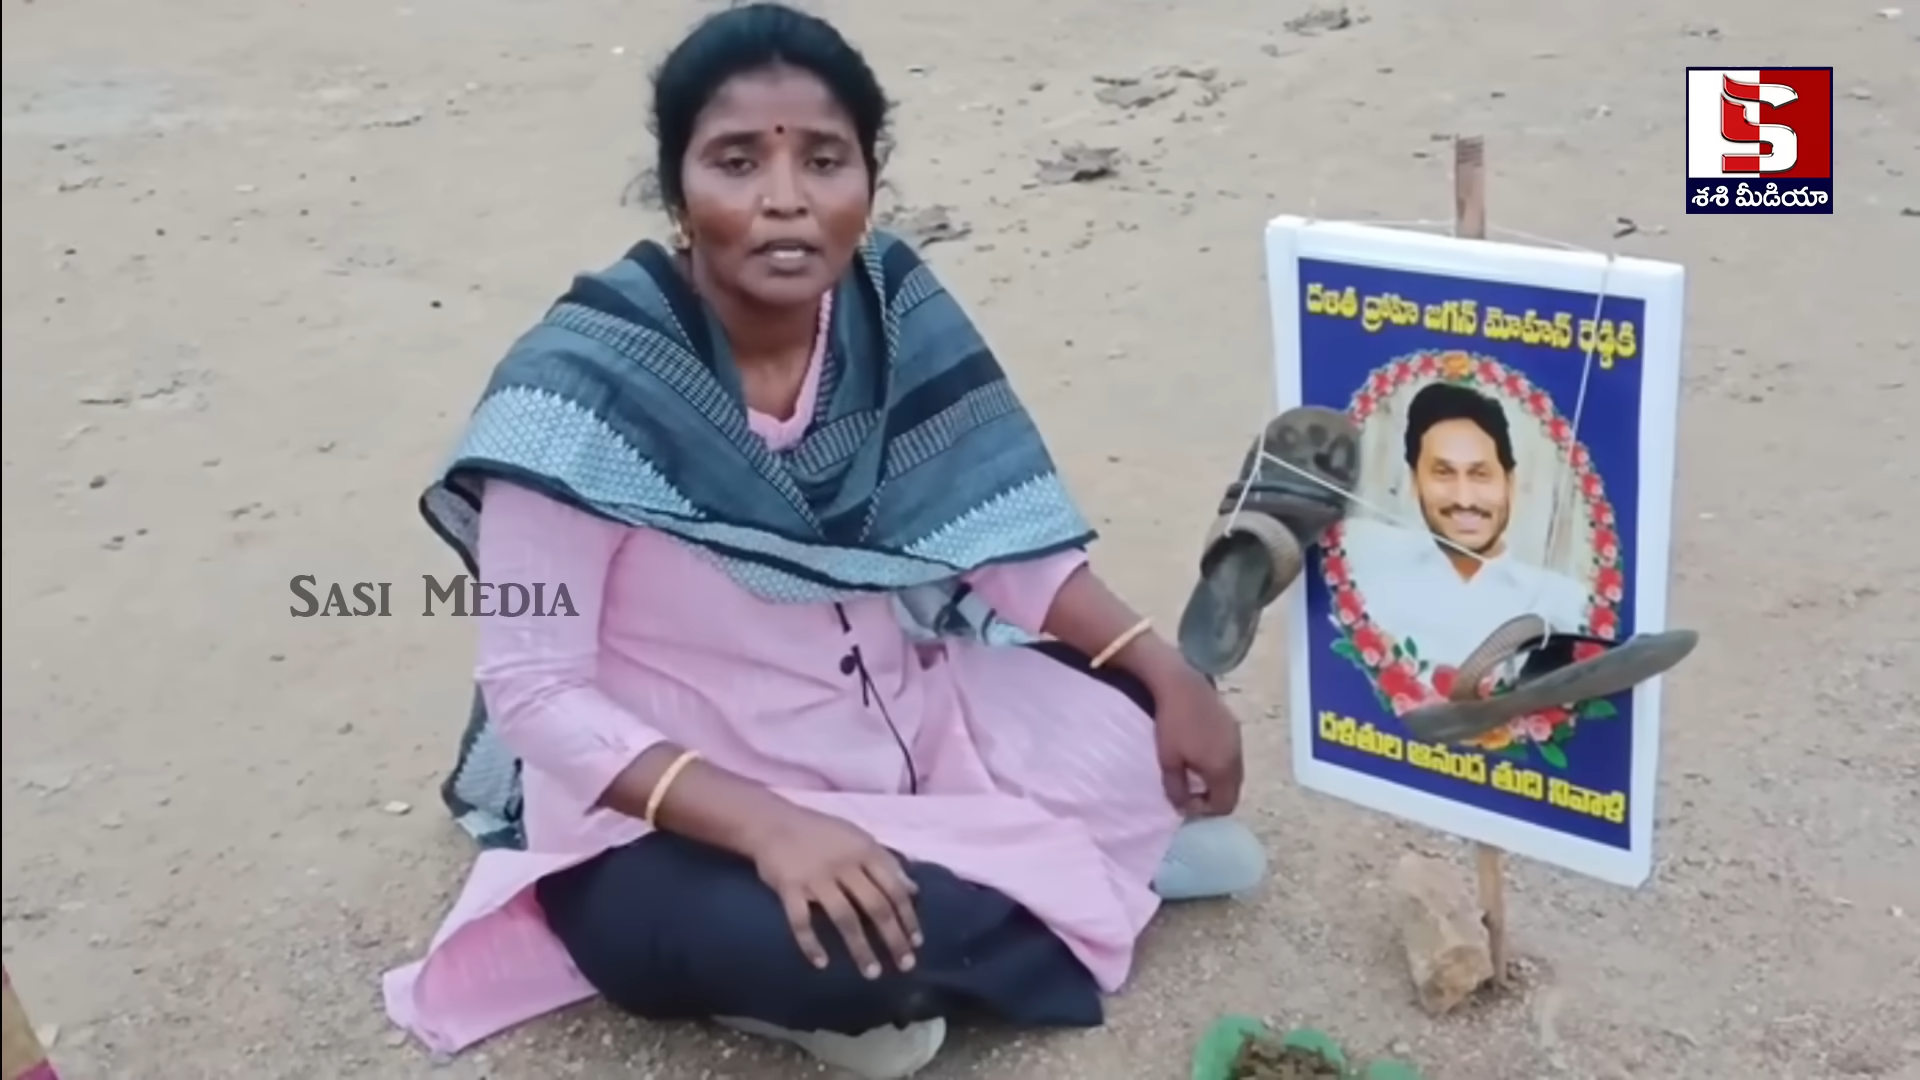 శశి మీడియా
దళిత ద్రోహి జగన్ మోహన్ రెడ్డికి
SASI MEDIA
దళితుల ఆనంద తుది నివాళి